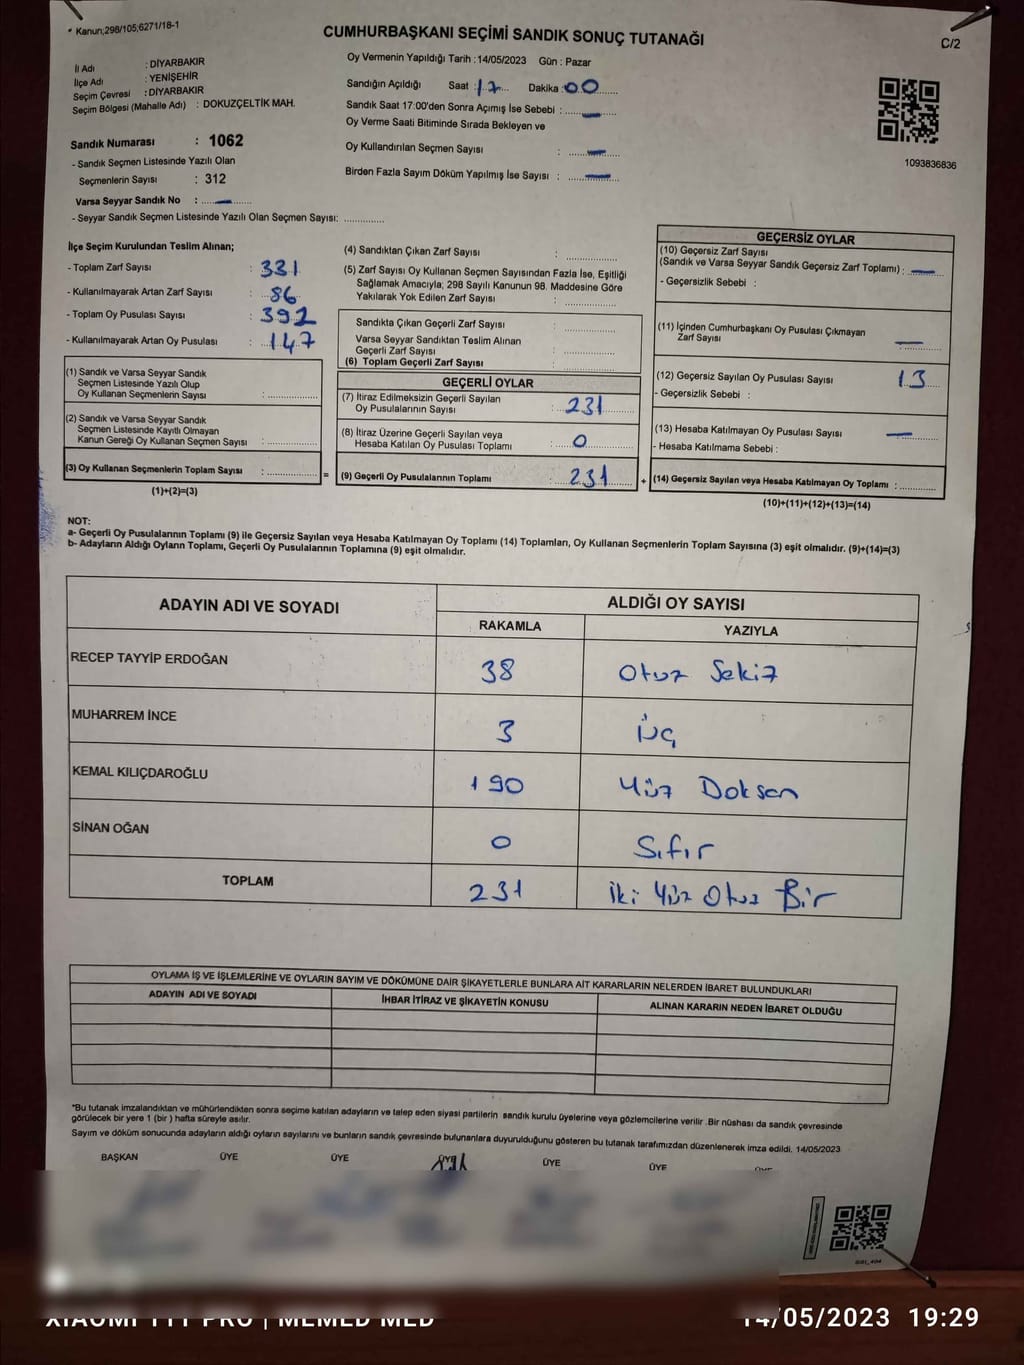 * Kanun;298/105;6271/18-1
CUMHURBAŞKANI SEÇİMİ SANDIK SONUÇ TUTANAĞI
C/2
İl Adı : DİYARBAKIR
İlçe Adı : YENİŞEHİR
Seçim Çevresi : DİYARBAKIR
Seçim Bölgesi (Mahalle Adı) : DOKUZÇELTİK MAH.
Sandık Numarası : 1062
- Sandık Seçmen Listesinde Yazılı Olan
Seçmenlerin Sayısı : 312
Varsa Seyyar Sandık No : —
- Seyyar Sandık Seçmen Listesinde Yazılı Olan Seçmen Sayısı: ..............
Oy Vermenin Yapıldığı Tarih : 14/05/2023 Gün : Pazar
Sandığın Açıldığı Saat : 17 Dakika : 00
Sandık Saat 17:00'den Sonra Açımış İse Sebebi : —
Oy Verme Saati Bitiminde Sırada Bekleyen ve
Oy Kullandırılan Seçmen Sayısı : —
Birden Fazla Sayım Döküm Yapılmış İse Sayısı : —
1093836836
İlçe Seçim Kurulundan Teslim Alınan;
- Toplam Zarf Sayısı : 331
- Kullanılmayarak Artan Zarf Sayısı : 86
- Toplam Oy Pusulası Sayısı : 392
- Kullanılmayarak Artan Oy Pusulası : 147
(1) Sandık ve Varsa Seyyar Sandık
Seçmen Listesinde Yazılı Olup
Oy Kullanan Seçmenlerin Sayısı : ..............
(2) Sandık ve Varsa Seyyar Sandık
Seçmen Listesinde Kayıtlı Olmayan
Kanun Gereği Oy Kullanan Seçmen Sayısı : ..............
(3) Oy Kullanan Seçmenlerin Toplam Sayısı : .............. =
(1)+(2)=(3)
(4) Sandıktan Çıkan Zarf Sayısı : ..............
(5) Zarf Sayısı Oy Kullanan Seçmen Sayısından Fazla İse, Eşitliği
Sağlamak Amacıyla; 298 Sayılı Kanunun 98. Maddesine Göre
Yakılarak Yok Edilen Zarf Sayısı : ..............
Sandıkta Çıkan Geçerli Zarf Sayısı : ..............
Varsa Seyyar Sandıktan Teslim Alınan
Geçerli Zarf Sayısı : ..............
(6) Toplam Geçerli Zarf Sayısı
GEÇERLİ OYLAR
(7) İtiraz Edilmeksizin Geçerli Sayılan
Oy Pusulalarının Sayısı : 231
(8) İtiraz Üzerine Geçerli Sayılan veya
Hesaba Katılan Oy Pusulası Toplamı : 0
(9) Geçerli Oy Pusulalarının Toplamı : 231 +
GEÇERSİZ OYLAR
(10) Geçersiz Zarf Sayısı
(Sandık ve Varsa Seyyar Sandık Geçersiz Zarf Toplamı) : —
- Geçersizlik Sebebi :
(11) İçinden Cumhurbaşkanı Oy Pusulası Çıkmayan
Zarf Sayısı —
(12) Geçersiz Sayılan Oy Pusulası Sayısı 13
- Geçersizlik Sebebi :
(13) Hesaba Katılmayan Oy Pusulası Sayısı : —
- Hesaba Katılmama Sebebi :
(14) Geçersiz Sayılan veya Hesaba Katılmayan Oy Toplamı : ..............
(10)+(11)+(12)+(13)=(14)
NOT:
a- Geçerli Oy Pusulalarının Toplamı (9) ile Geçersiz Sayılan veya Hesaba Katılmayan Oy Toplamı (14) Toplamları, Oy Kullanan Seçmenlerin Toplam Sayısına (3) eşit olmalıdır. (9)+(14)=(3)
b- Adayların Aldığı Oyların Toplamı, Geçerli Oy Pusulalarının Toplamına (9) eşit olmalıdır.
ADAYIN ADI VE SOYADI
ALDIĞI OY SAYISI
RAKAMLA YAZIYLA
RECEP TAYYİP ERDOĞAN 38 Otuz Sekiz
MUHARREM İNCE 3 Üç
KEMAL KILIÇDAROĞLU 190 Yüz Doksan
SİNAN OĞAN 0 Sıfır
TOPLAM 231 İki Yüz Otuz Bir
OYLAMA İŞ VE İŞLEMLERİNE VE OYLARIN SAYIM VE DÖKÜMÜNE DAİR ŞİKAYETLERLE BUNLARA AİT KARARLARIN NELERDEN İBARET BULUNDUKLARI
ADAYIN ADI VE SOYADI İHBAR İTİRAZ VE ŞİKAYETİN KONUSU ALINAN KARARIN NEDEN İBARET OLDUĞU
*Bu tutanak imzalandıktan ve mühürlendikten sonra seçime katılan adayların ve talep eden siyasi partilerin sandık kurulu üyelerine veya gözlemcilerine verilir .Bir nüshası da sandık çevresinde
görülecek bir yere 1 (bir ) hafta süreyle asılır.
Sayım ve döküm sonucunda adayların aldığı oyların sayılarını ve bunların sandık çevresinde bulunanlara duyurulduğunu gösteren bu tutanak tarafımızdan düzenlenerek imza edildi. 14/05/2023
BAŞKAN ÜYE ÜYE ÜYE ÜYE ÜYE ÜYE
XIAOMI 11T PRO | MEMED MED
14/05/2023 19:29